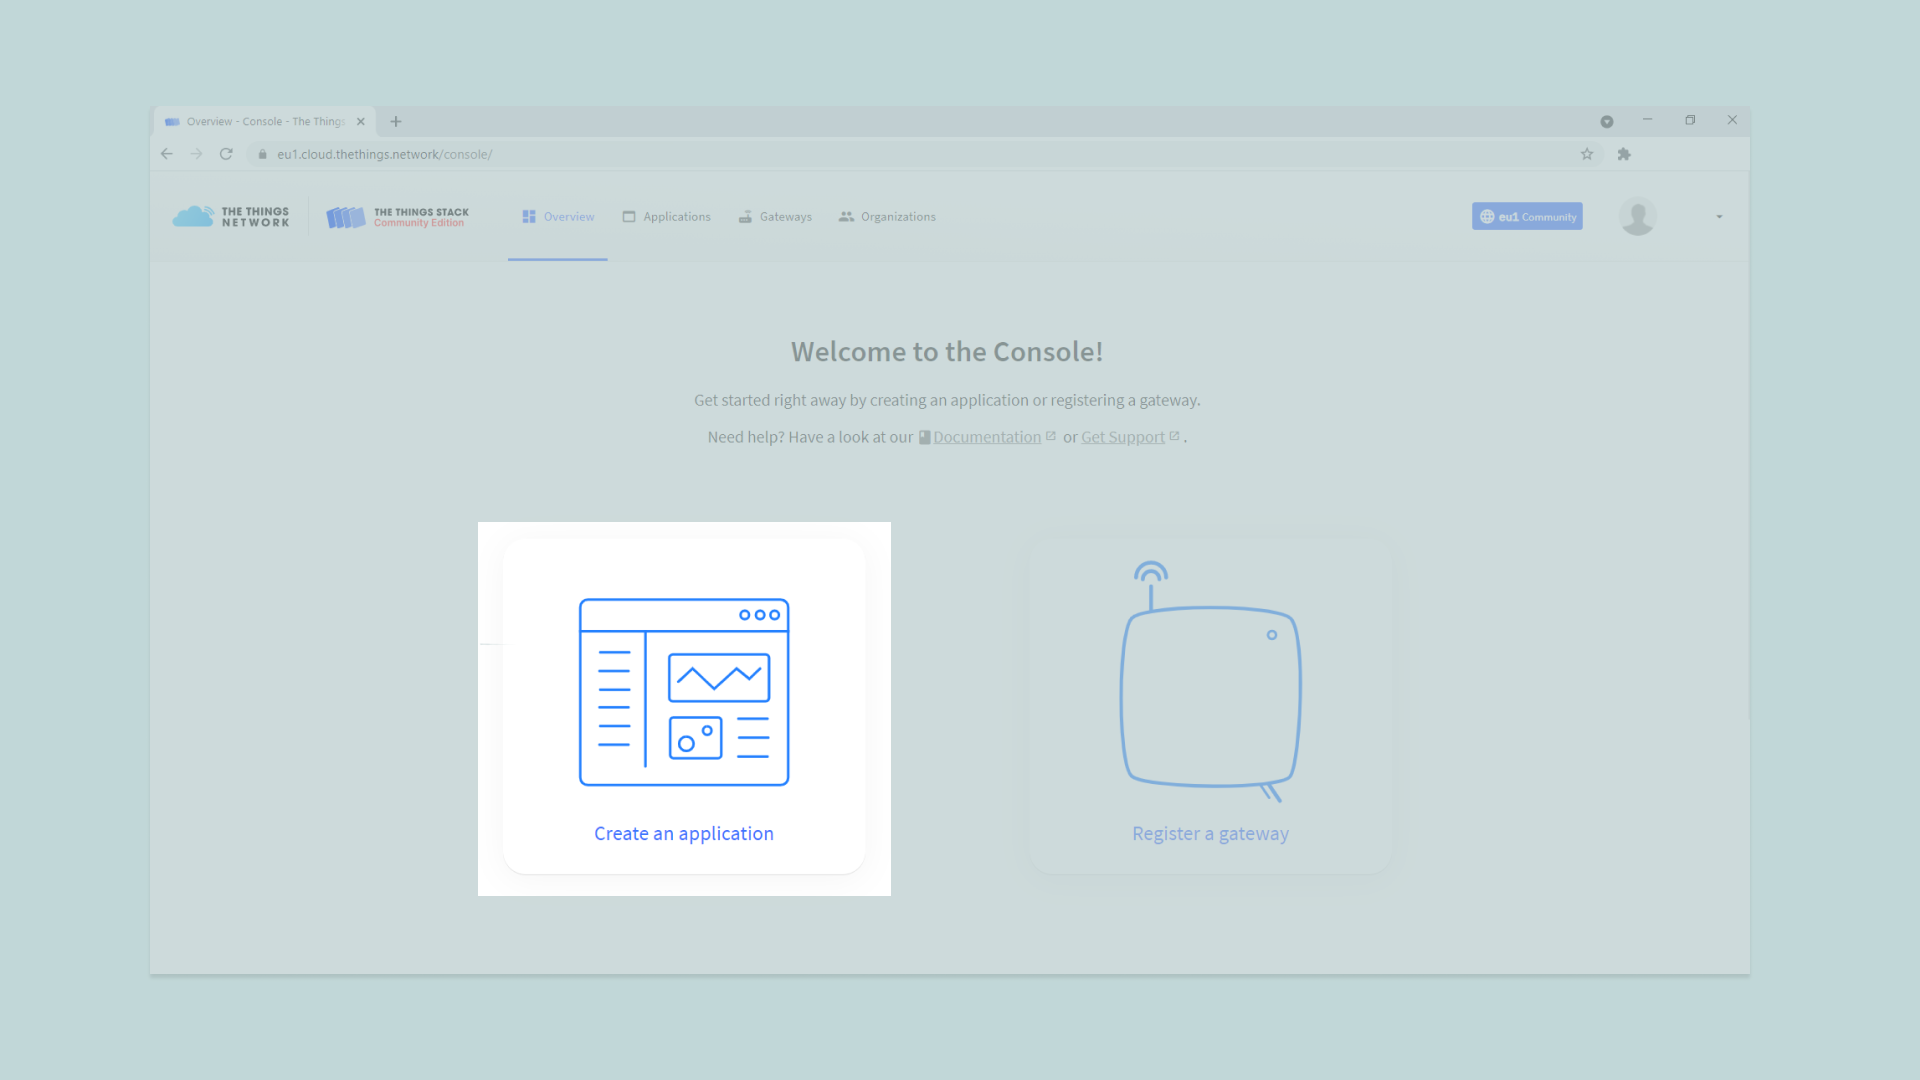 Overview - Console - The Things
eu1.cloud.thethings.network/console/
THE THINGS
NETWORK
THE THINGS STACK
Community Edition
Overview
Applications
Gateways
Organizations
eu1 Community
Welcome to the Console!
Get started right away by creating an application or registering a gateway.
Need help? Have a look at our Documentation or Get Support .
Create an application
Register a gateway